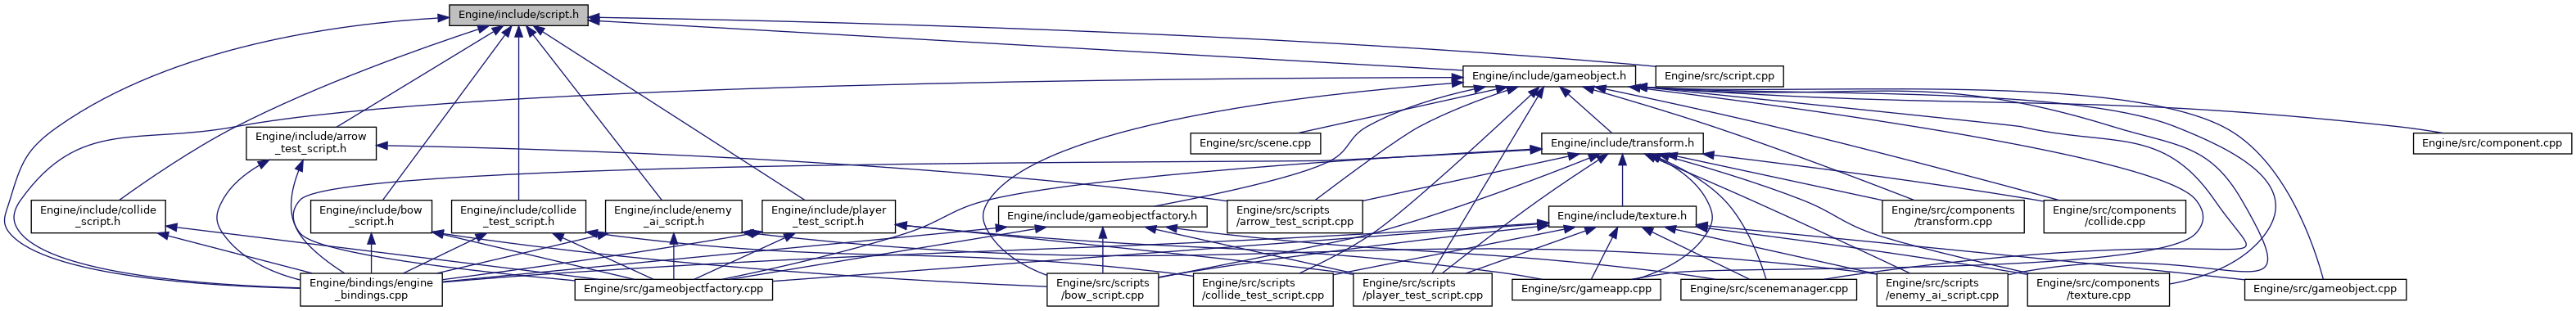 Engine/include/script.h
Engine/include/gameobject.h
Engine/src/script.cpp
Engine/include/arrow
_test_script.h
Engine/src/scene.cpp
Engine/include/transform.h
Engine/src/component.cpp
Engine/include/collide
_script.h
Engine/include/bow
_script.h
Engine/include/collide
_test_script.h
Engine/include/enemy
_ai_script.h
Engine/include/player
_test_script.h
Engine/include/gameobjectfactory.h
Engine/src/scripts
/arrow_test_script.cpp
Engine/include/texture.h
Engine/src/components
/transform.cpp
Engine/src/components
/collide.cpp
Engine/bindings/engine
_bindings.cpp
Engine/src/gameobjectfactory.cpp
Engine/src/scripts
/bow_script.cpp
Engine/src/scripts
/collide_test_script.cpp
Engine/src/scripts
/player_test_script.cpp
Engine/src/gameapp.cpp
Engine/src/scenemanager.cpp
Engine/src/scripts
/enemy_ai_script.cpp
Engine/src/components
/texture.cpp
Engine/src/gameobject.cpp